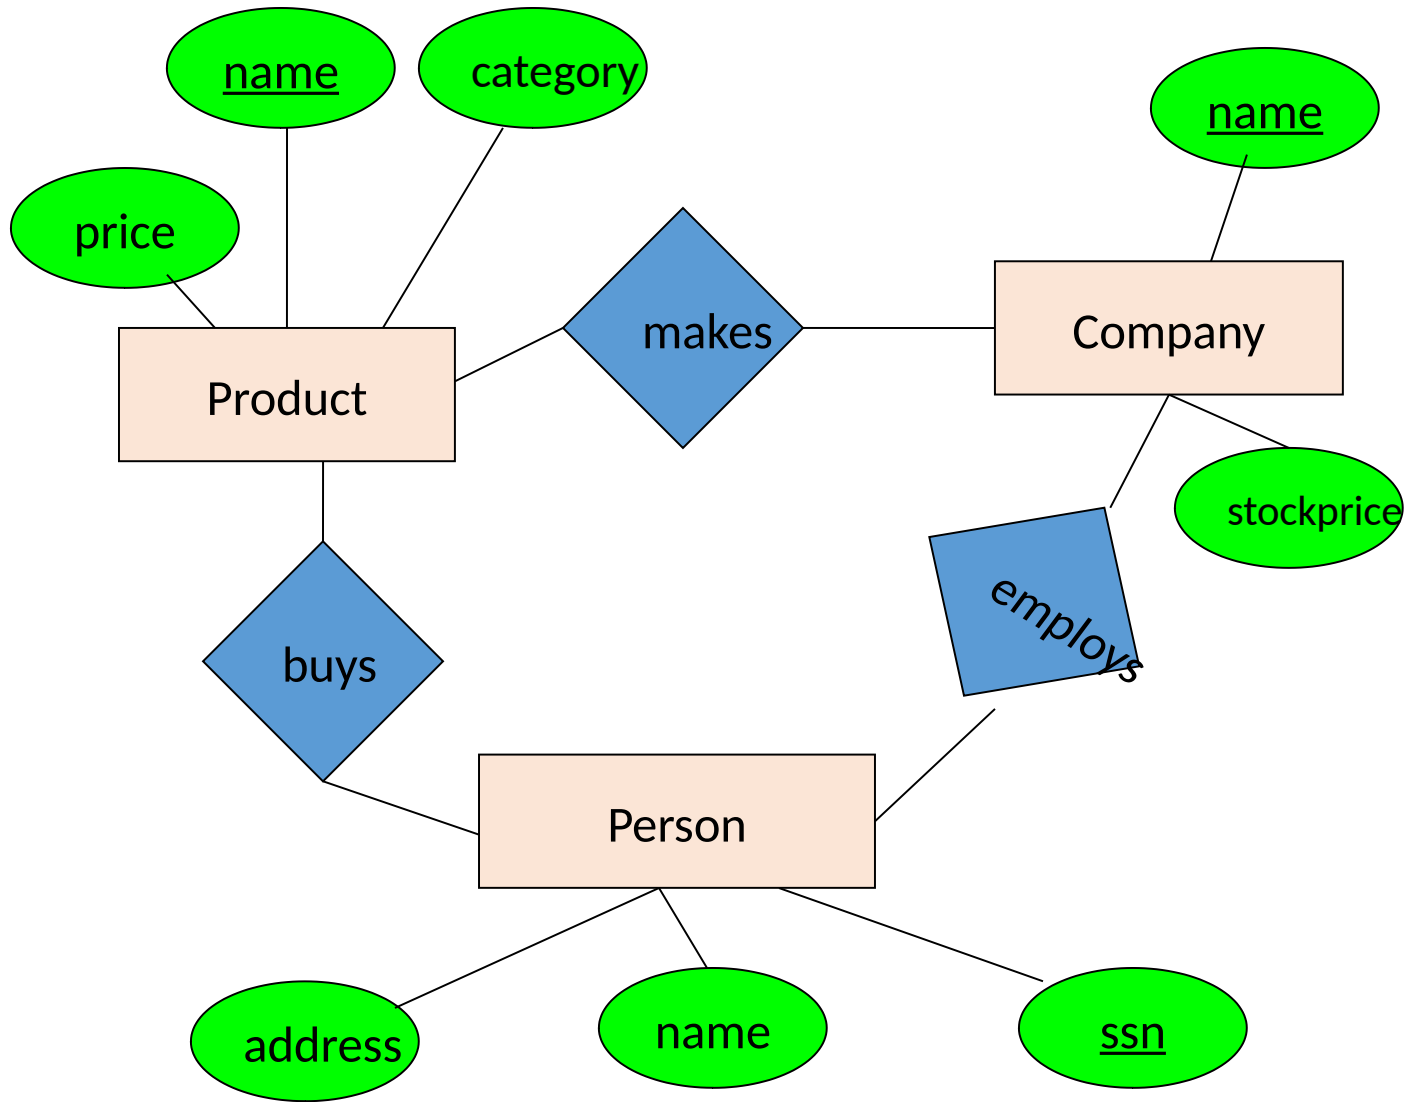 name
category
name
price
makes
Company
Product
stockprice
employs
buys
Person
address
name
ssn